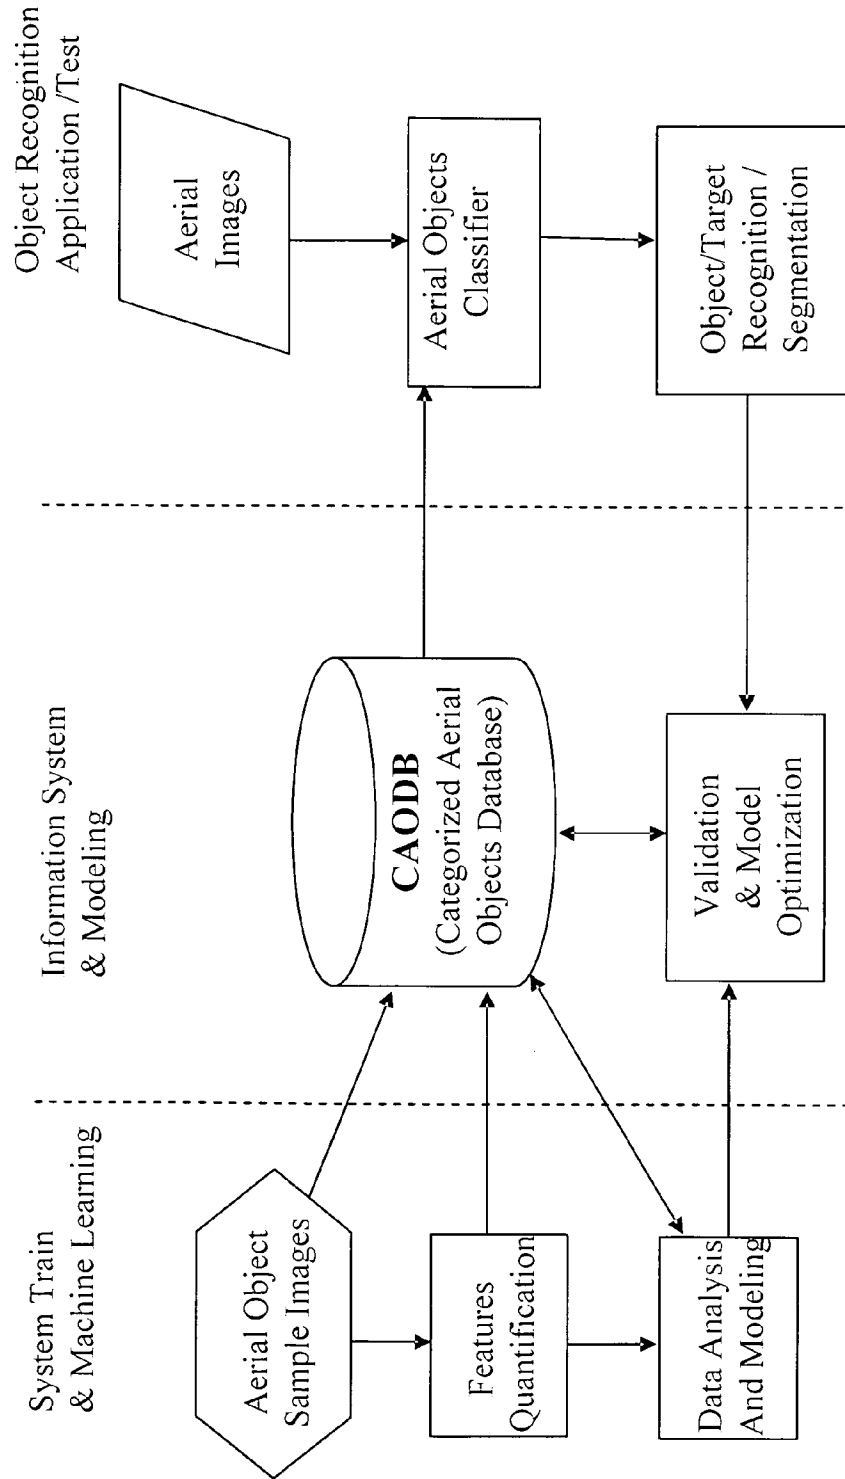 System Train
& Machine Learning
Aerial Object
Sample Images
Features
Quantification
Data Analysis
And Modeling
Information System
& Modeling
CAODB
(Categorized Aerial
Objects Database)
Validation
& Model
Optimization
Object Recognition
Application /Test
Aerial
Images
Aerial Objects
Classifier
Object/Target
Recognition /
Segmentation